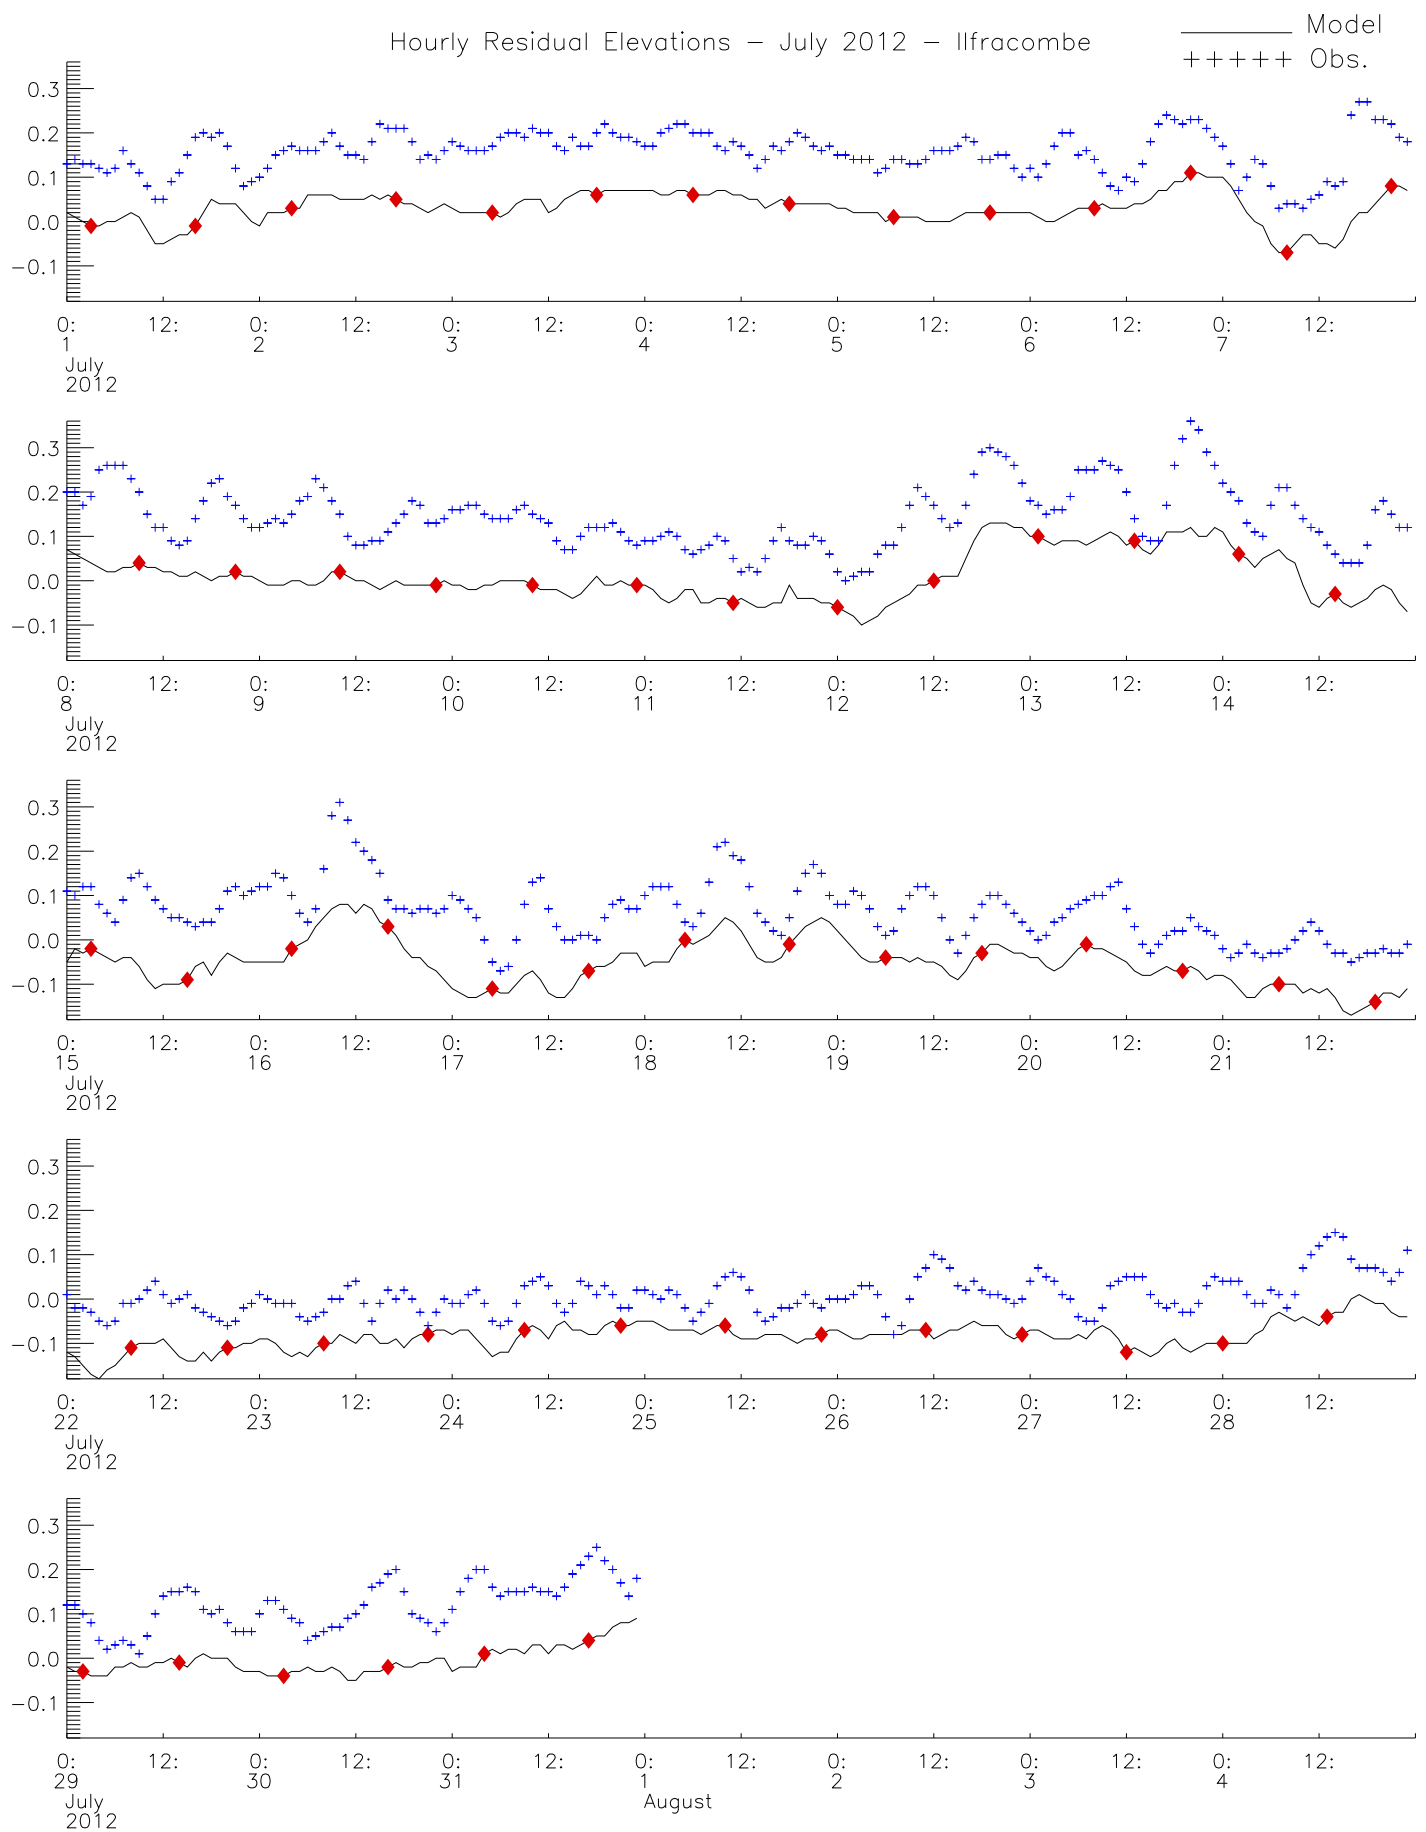 Hourly Residual Elevations − July 2012 − Ilfracombe
Model
+++++ Obs.
0.3
0.2
0.1
0.0
−0.1
0: 12: 0: 12: 0: 12: 0: 12: 0: 12: 0: 12: 0: 12:
1 2 3 4 5 6 7
July
2012
0.3
0.2
0.1
0.0
−0.1
0: 12: 0: 12: 0: 12: 0: 12: 0: 12: 0: 12: 0: 12:
8 9 10 11 12 13 14
July
2012
0.3
0.2
0.1
0.0
−0.1
0: 12: 0: 12: 0: 12: 0: 12: 0: 12: 0: 12: 0: 12:
15 16 17 18 19 20 21
July
2012
0.3
0.2
0.1
0.0
−0.1
0: 12: 0: 12: 0: 12: 0: 12: 0: 12: 0: 12: 0: 12:
22 23 24 25 26 27 28
July
2012
0.3
0.2
0.1
0.0
−0.1
0: 12: 0: 12: 0: 12: 0: 12: 0: 12: 0: 12: 0: 12:
29 30 31 1 2 3 4
July August
2012